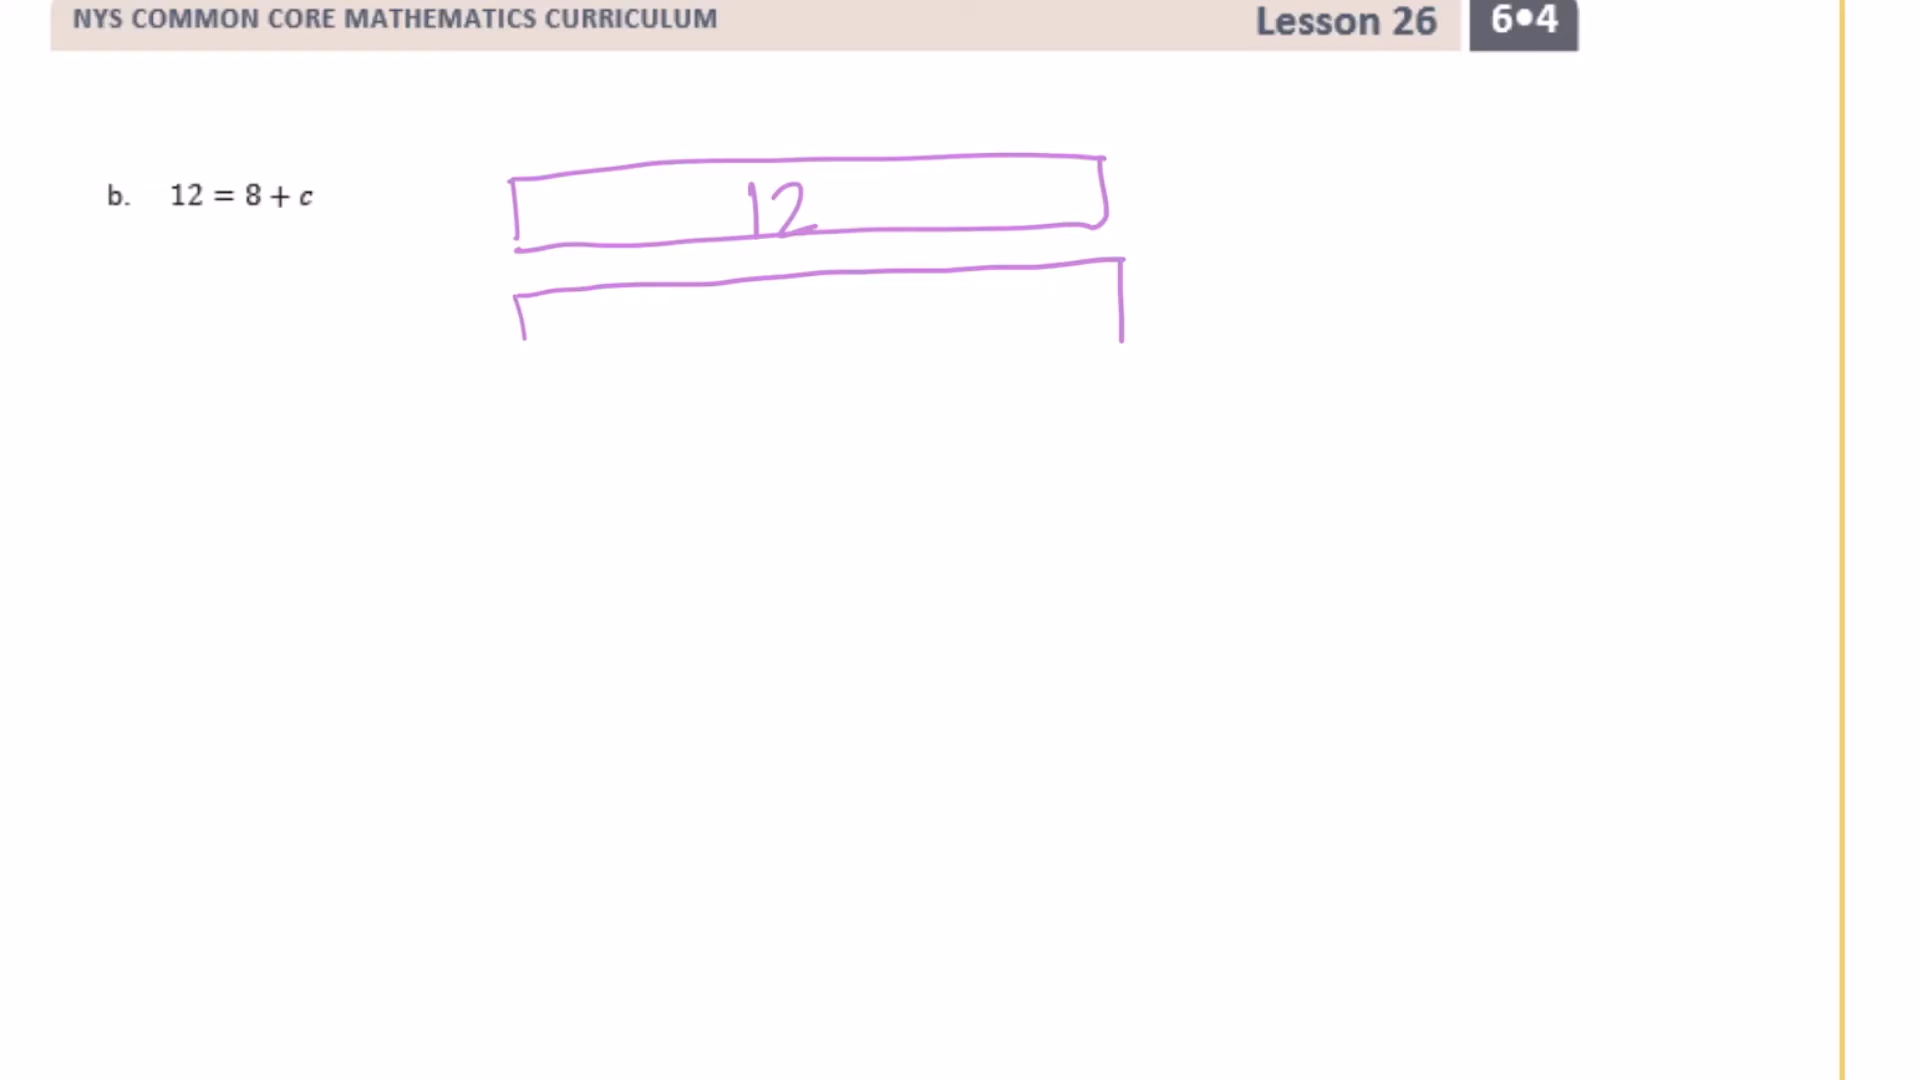 NYS COMMON CORE MATHEMATICS CURRICULUM Lesson 26 6•4
b. 12 = 8 + c
12